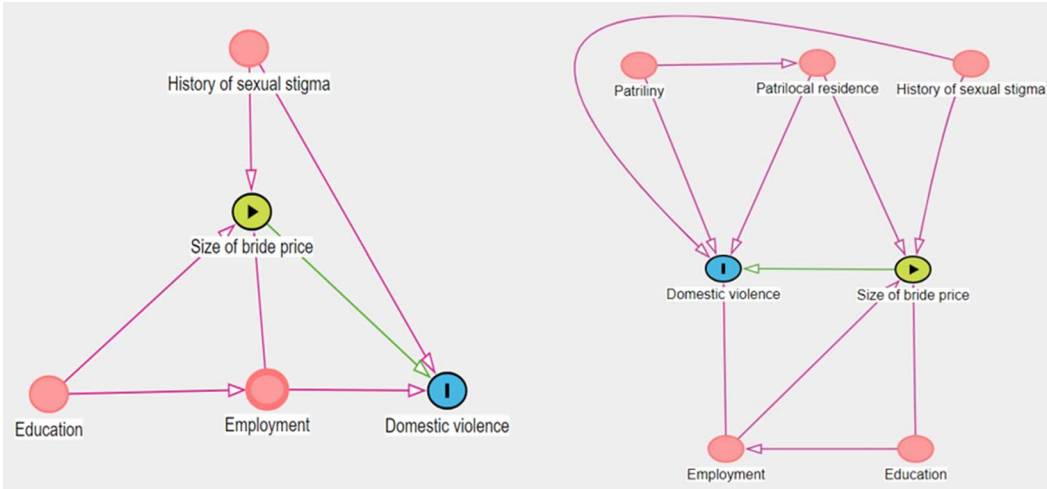 History of sexual stigma
Size of bride price
Education
Employment
Domestic violence
Patriliny
Patrilocal residence
History of sexual stigma
Domestic violence
Size of bride price
Employment
Education